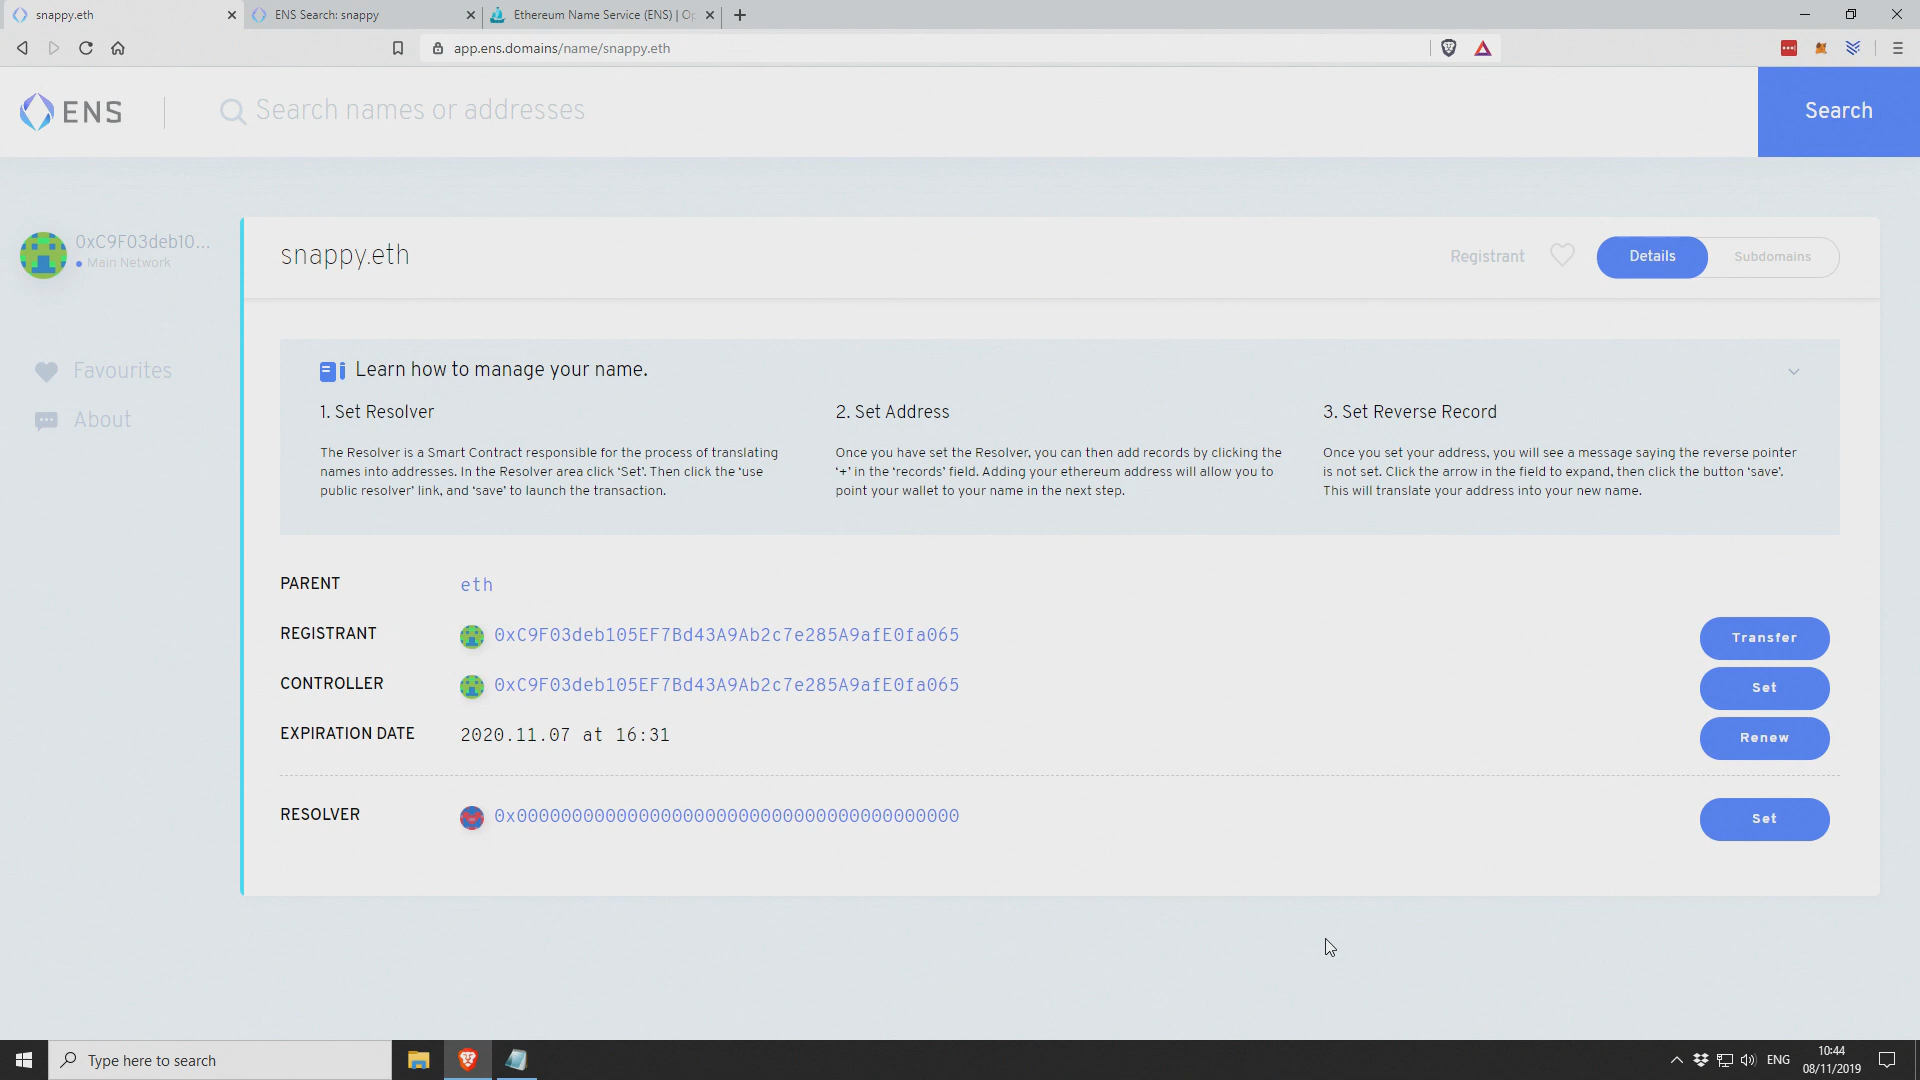 snappy.eth
ENS Search: snappy
Ethereum Name Service (ENS) | Op
app.ens.domains/name/snappy.eth
ENS
Search names or addresses
Search
0xC9F03deb10...
Main Network
Favourites
About
snappy.eth
Registrant
Details
Subdomains
Learn how to manage your name.
1. Set Resolver
The Resolver is a Smart Contract responsible for the process of translating
names into addresses. In the Resolver area click ‘Set’. Then click the ‘use
public resolver’ link, and ‘save’ to launch the transaction.
2. Set Address
Once you have set the Resolver, you can then add records by clicking the
‘+’ in the ‘records’ field. Adding your ethereum address will allow you to
point your wallet to your name in the next step.
3. Set Reverse Record
Once you set your address, you will see a message saying the reverse pointer
is not set. Click the arrow in the field to expand, then click the button ‘save’.
This will translate your address into your new name.
PARENT
eth
REGISTRANT
0xC9F03deb105EF7Bd43A9Ab2c7e285A9afE0fa065
Transfer
CONTROLLER
0xC9F03deb105EF7Bd43A9Ab2c7e285A9afE0fa065
Set
EXPIRATION DATE
2020.11.07 at 16:31
Renew
RESOLVER
0x0000000000000000000000000000000000000000
Set
Type here to search
ENG
10:44
08/11/2019